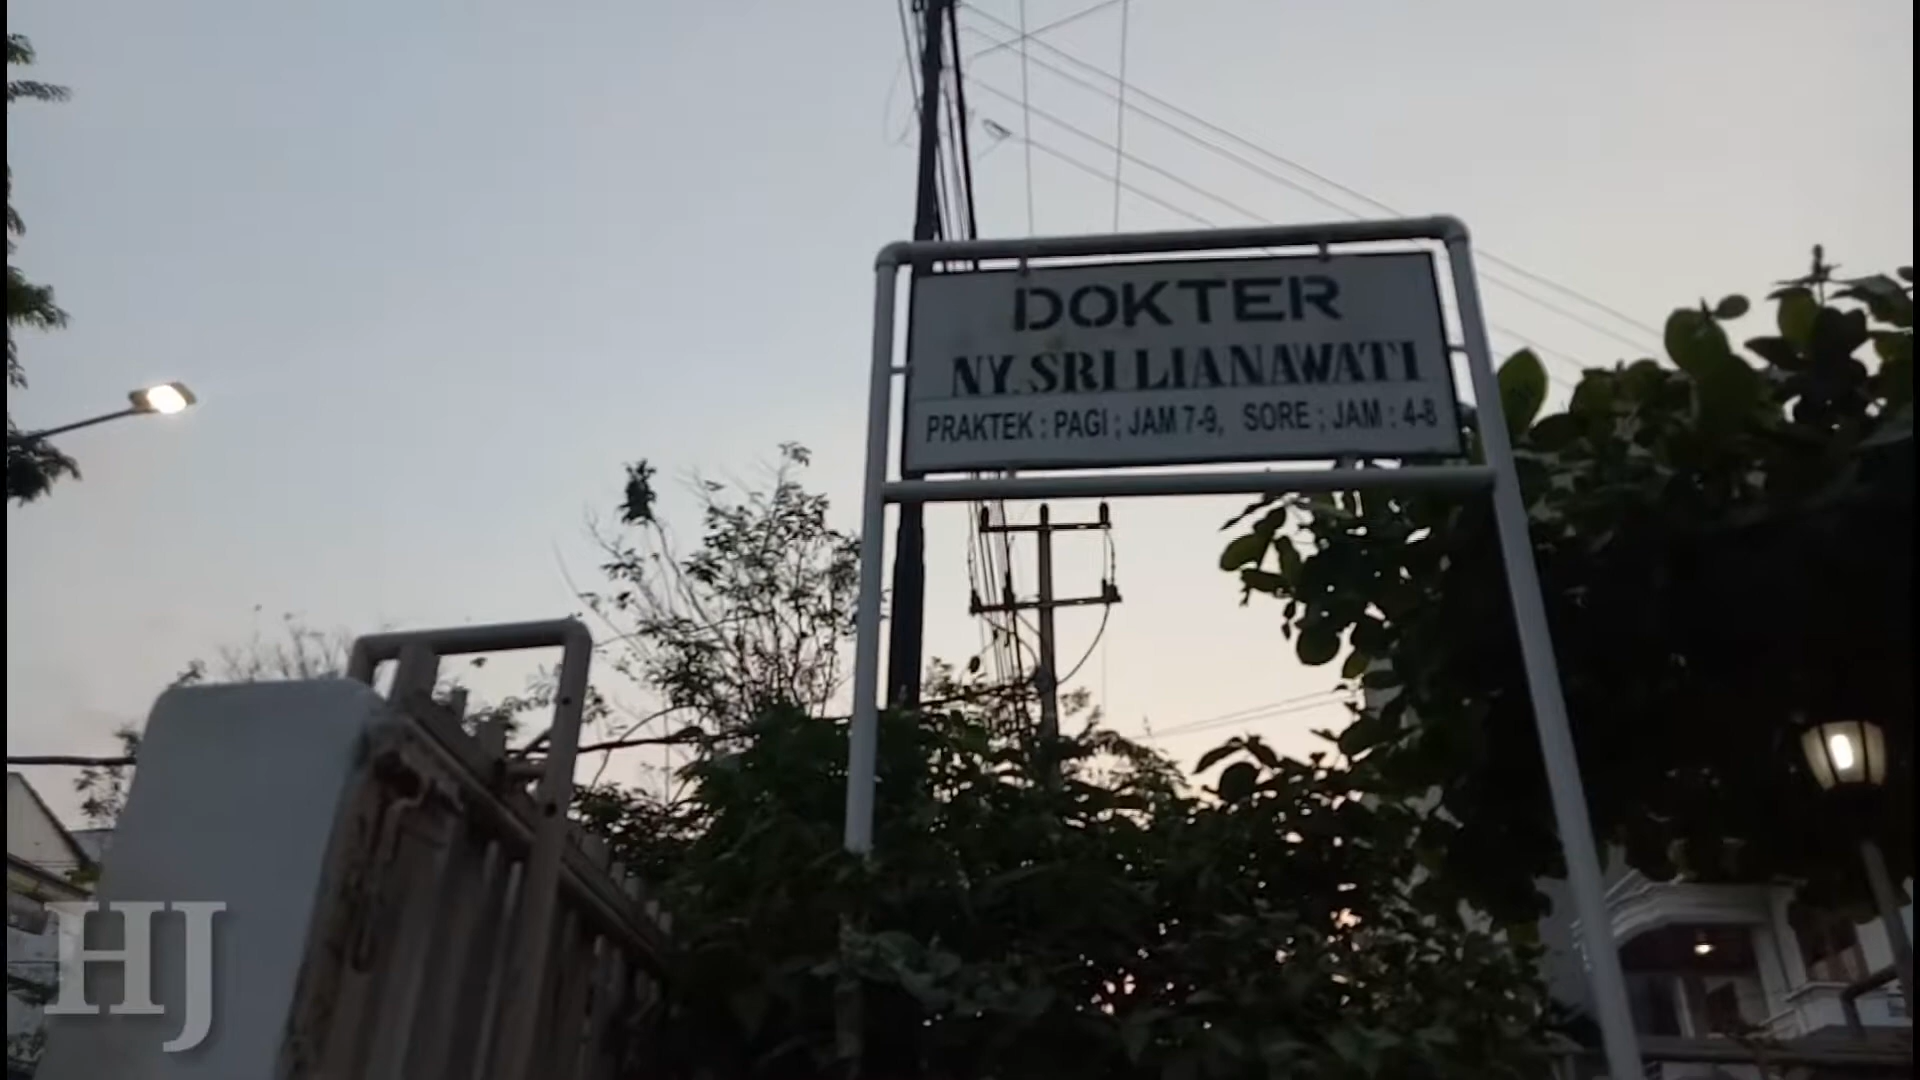 DOKTER
NY. SRI LIANAWATI
PRAKTEK : PAGI ; JAM 7-9, SORE ; JAM : 4-8
HJ